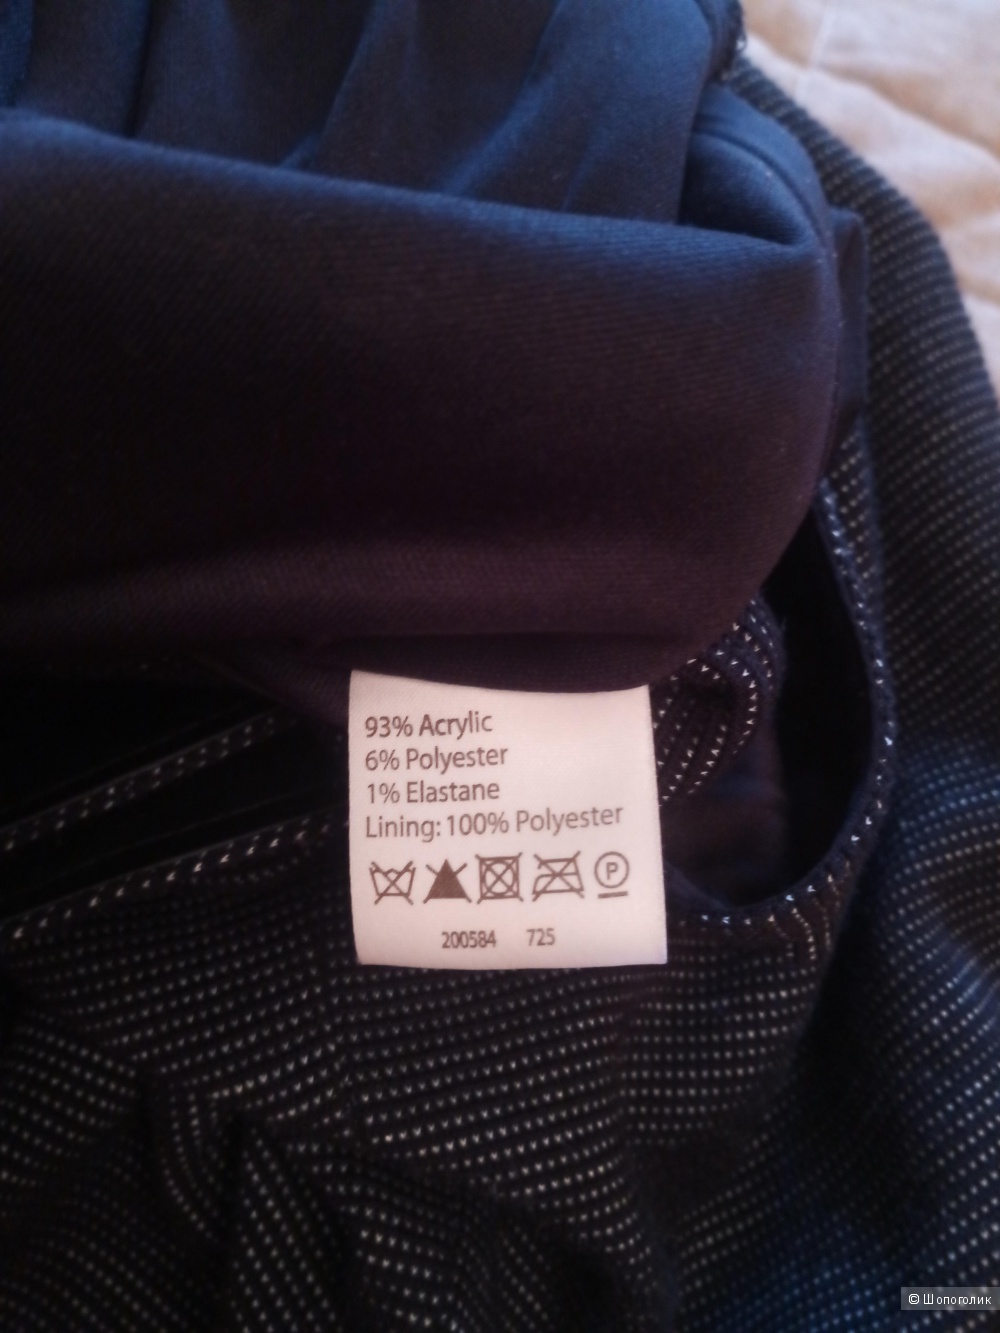 93% Acrylic
6% Polyester
1% Elastane
Lining: 100% Polyester
P
200584 725
© Шопоголик